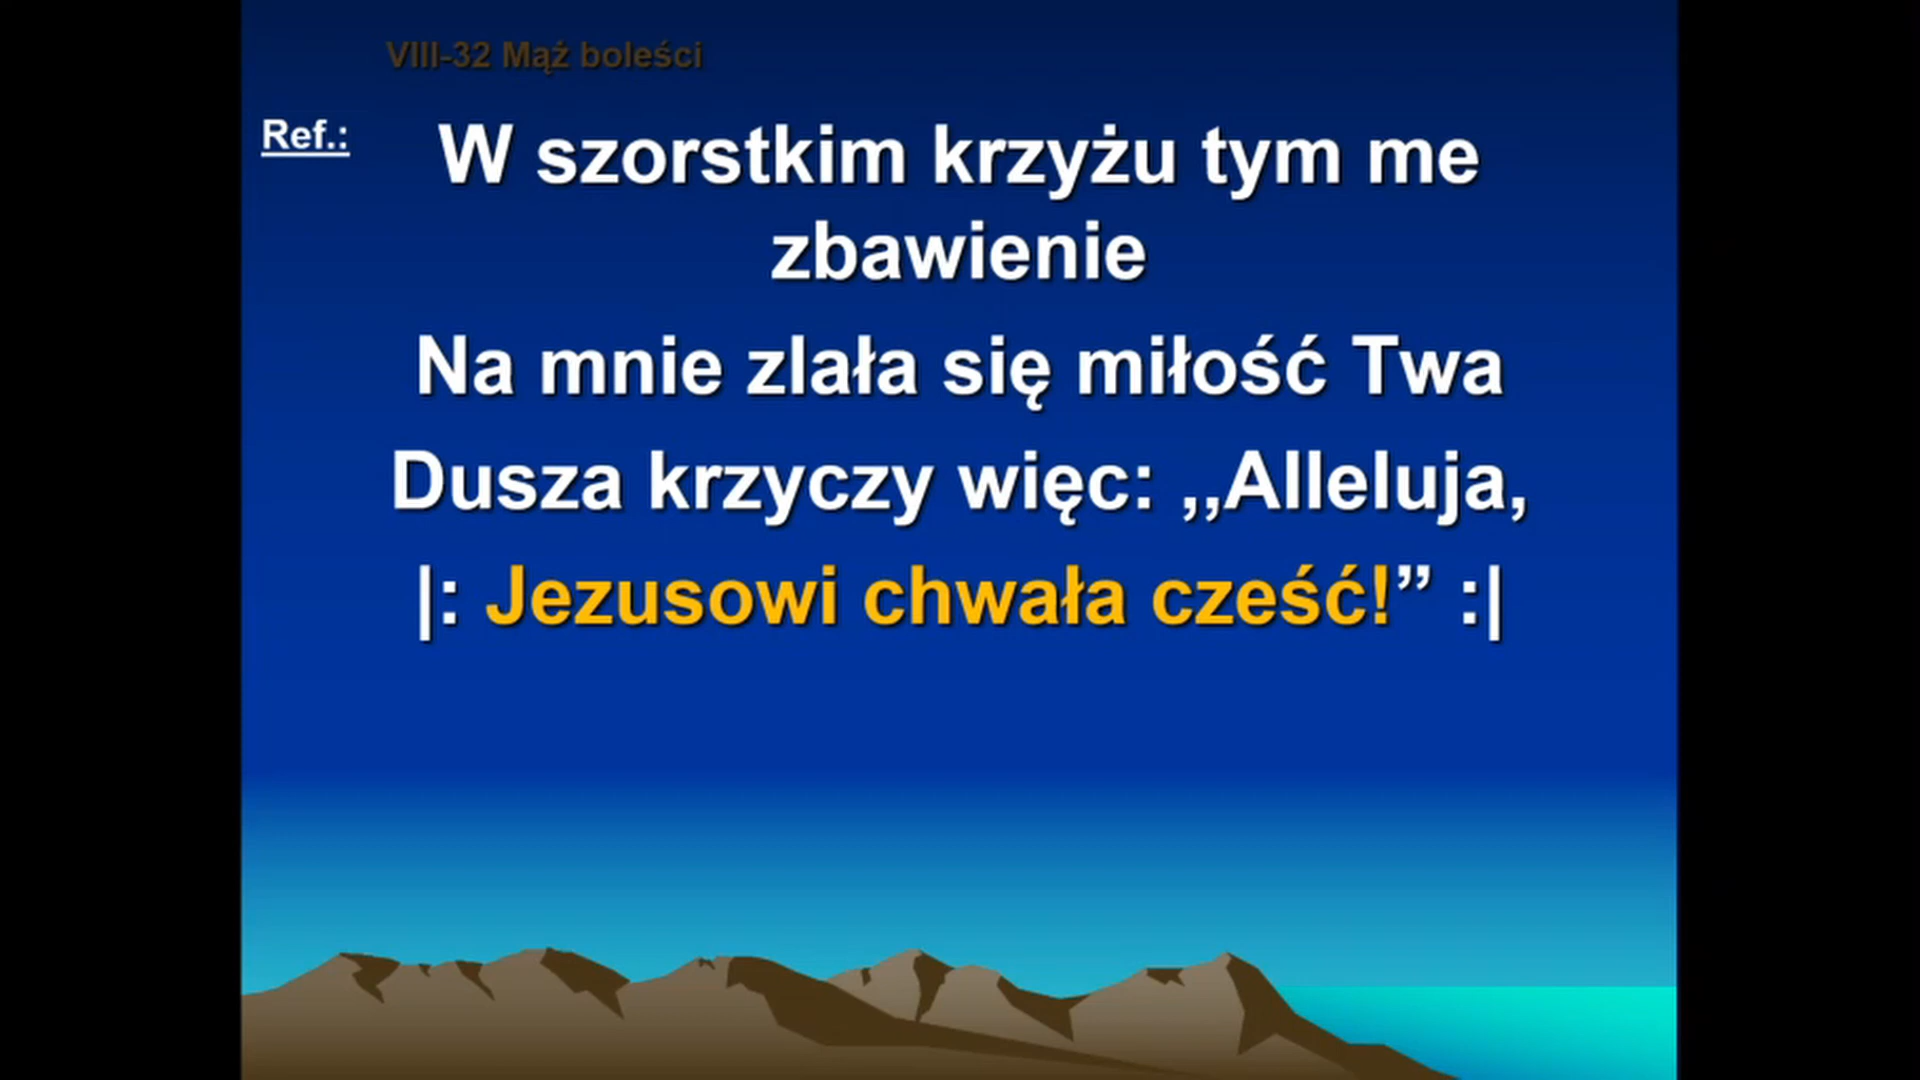 VIII-32 Mąż boleści
Ref.: W szorstkim krzyżu tym me
zbawienie
Na mnie zlała się miłość Twa
Dusza krzyczy więc: ,,Alleluja,
|: Jezusowi chwała cześć!” :|